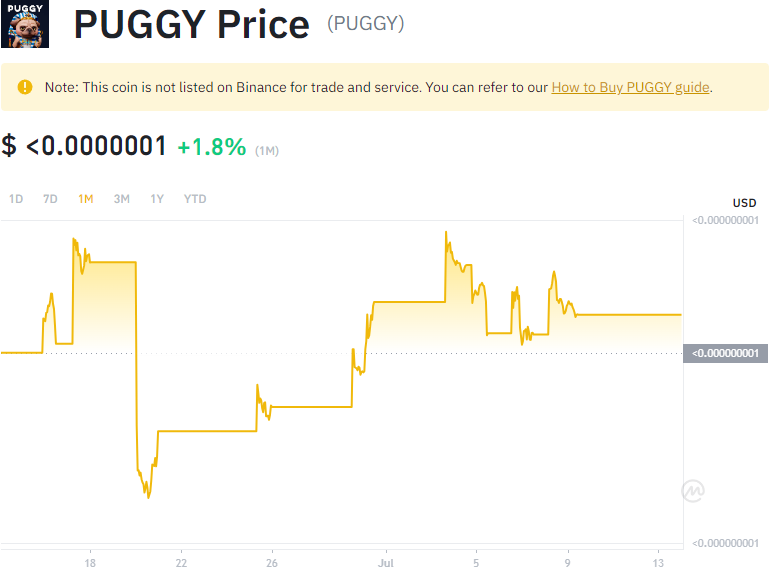 PUGGY
PUGGY Price (PUGGY)
Note: This coin is not listed on Binance for trade and service. You can refer to our How to Buy PUGGY guide.
$ <0.0000001 +1.8% (1M)
1D 7D 1M 3M 1Y YTD
USD
<0.000000001
<0.000000001
<0.000000001
18 22 26 Jul 5 9 13